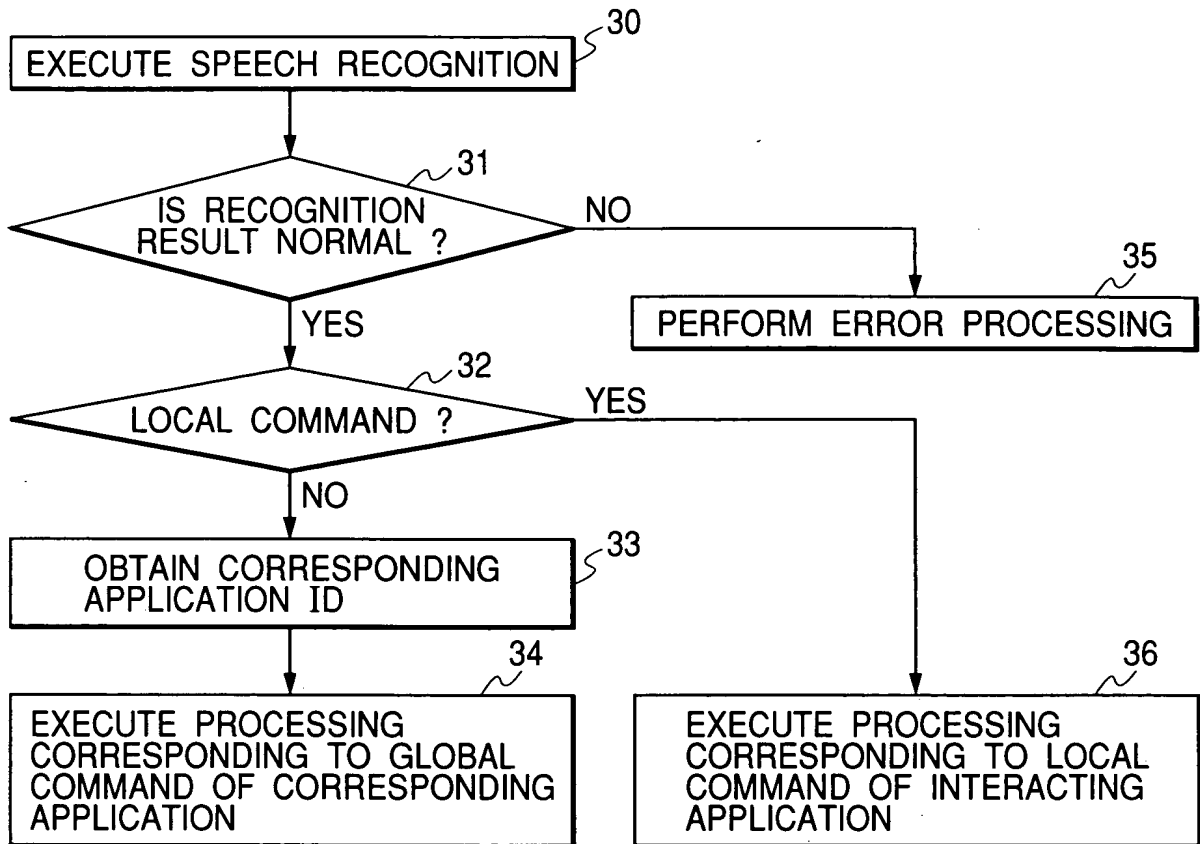 30
EXECUTE SPEECH RECOGNITION
31
IS RECOGNITION
RESULT NORMAL ?
NO
35
PERFORM ERROR PROCESSING
YES
32
LOCAL COMMAND ?
YES
NO
33
OBTAIN CORRESPONDING
APPLICATION ID
34
EXECUTE PROCESSING
CORRESPONDING TO GLOBAL
COMMAND OF CORRESPONDING
APPLICATION
36
EXECUTE PROCESSING
CORRESPONDING TO LOCAL
COMMAND OF INTERACTING
APPLICATION